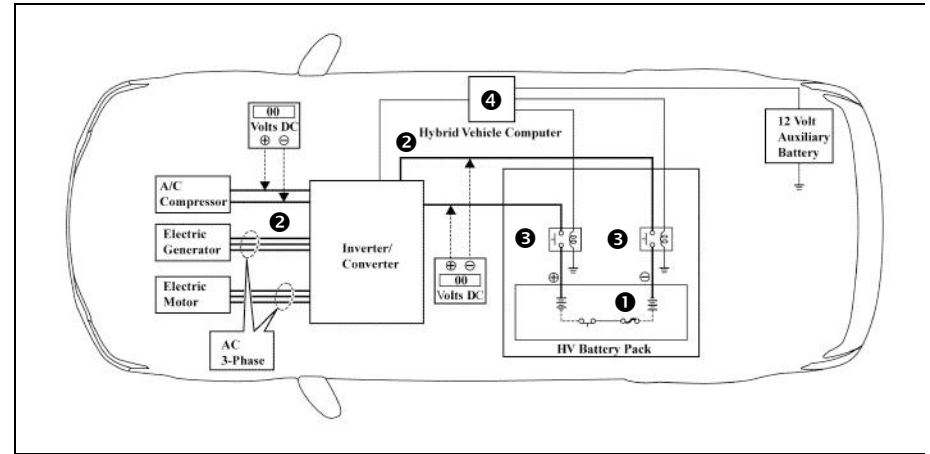 00
Volts DC
⊕ ⊖
❹
Hybrid Vehicle Computer
12 Volt
Auxiliary
Battery
❷
A/C
Compressor
❷
Electric
Generator
Inverter/
Converter
❸
❸
⊕ ⊖
00
Volts DC
⊕
⊖
Electric
Motor
❶
AC
3-Phase
HV Battery Pack